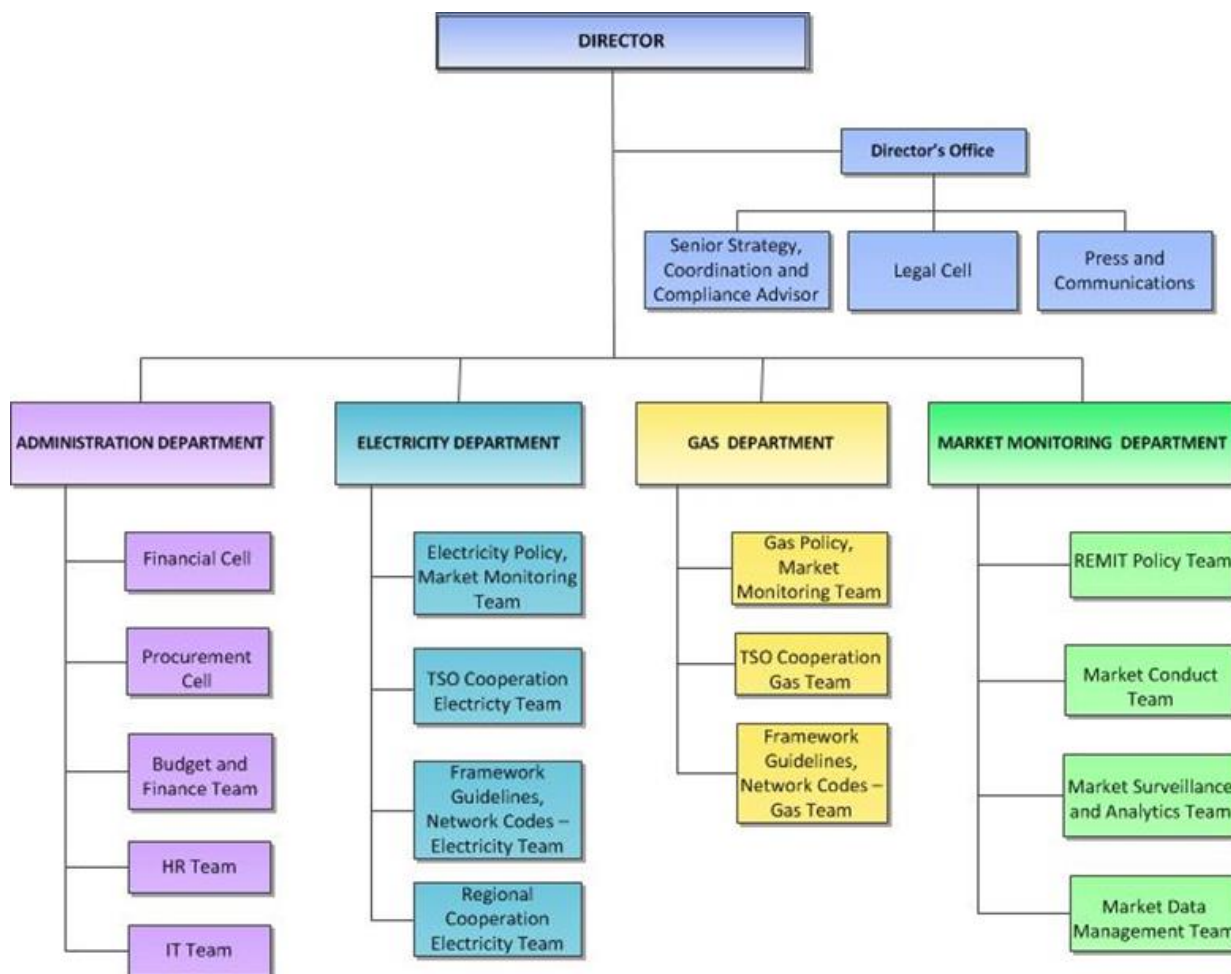 DIRECTOR
Director's Office
Senior Strategy,
Coordination and
Compliance Advisor
Legal Cell
Press and
Communications
ADMINISTRATION DEPARTMENT
ELECTRICITY DEPARTMENT
GAS DEPARTMENT
MARKET MONITORING DEPARTMENT
Financial Cell
Procurement
Cell
Budget and
Finance Team
HR Team
IT Team
Electricity Policy,
Market Monitoring
Team
TSO Cooperation
Electricty Team
Framework
Guidelines,
Network Codes –
Electricity Team
Regional
Cooperation
Electricity Team
Gas Policy,
Market
Monitoring Team
TSO Cooperation
Gas Team
Framework
Guidelines,
Network Codes –
Gas Team
REMIT Policy Team
Market Conduct
Team
Market Surveillance
and Analytics Team
Market Data
Management Team